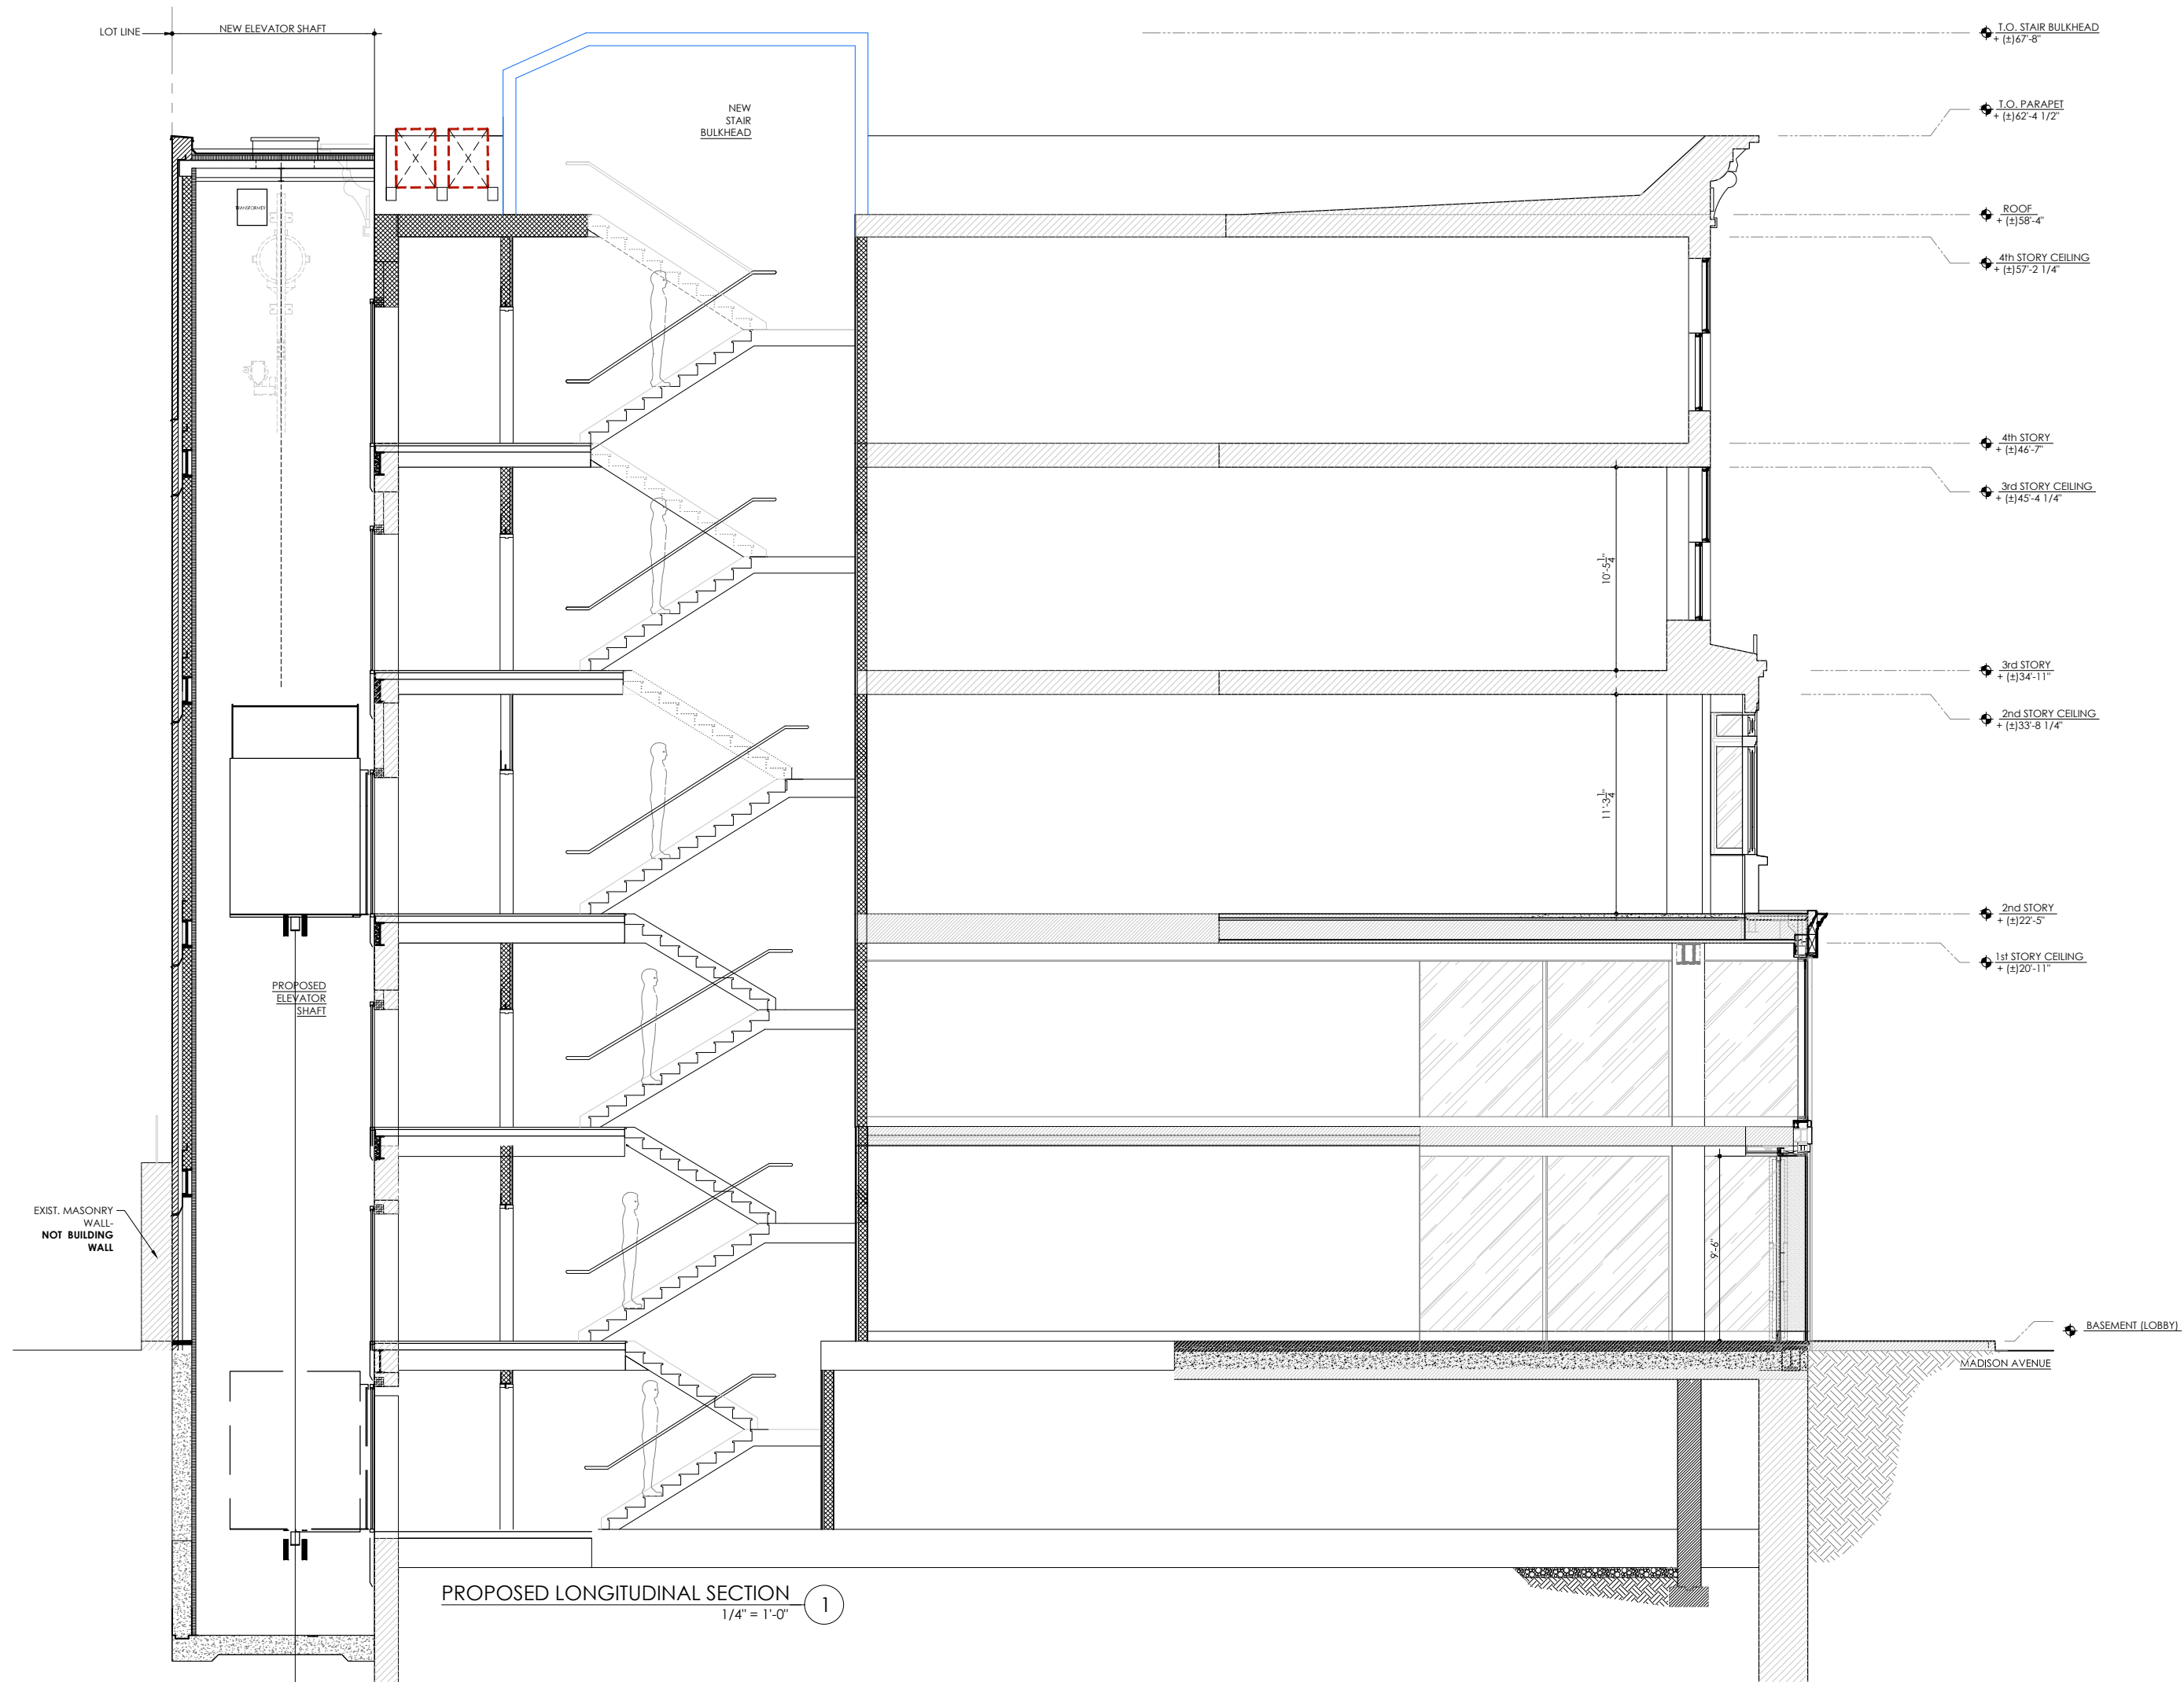 LOT LINE
NEW ELEVATOR SHAFT
T.O. STAIR BULKHEAD
+ (±)67'-8"
NEW
STAIR
BULKHEAD
T.O. PARAPET
+ (±)62'-4 1/2"
X
X
TRANSFORMER
ROOF
+ (±)58'-4"
4th STORY CEILING
+ (±)57'-2 1/4"
4th STORY
+ (±)46'-7"
3rd STORY CEILING
+ (±)45'-4 1/4"
10'-5 1/4"
3rd STORY
+ (±)34'-11"
2nd STORY CEILING
+ (±)33'-8 1/4"
11'-3 1/4"
2nd STORY
+ (±)22'-5"
1st STORY CEILING
+ (±)20'-11"
PROPOSED
ELEVATOR
SHAFT
EXIST. MASONRY
WALL-
NOT BUILDING
WALL
9'-6"
BASEMENT (LOBBY)
MADISON AVENUE
PROPOSED LONGITUDINAL SECTION
1/4" = 1'-0"
1